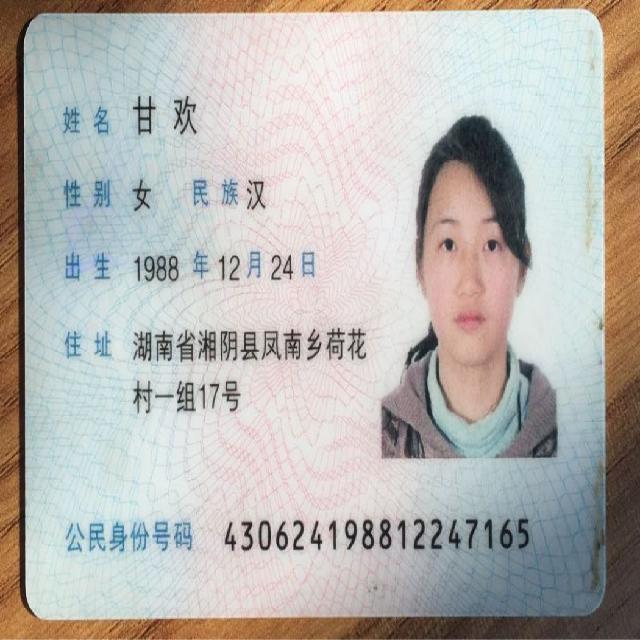 姓名 甘欢
性别 女 民族 汉
出生 1988 年 12 月 24 日
住址 湖南省湘阴县凤南乡荷花
村一组17号
公民身份号码 430624198812247165